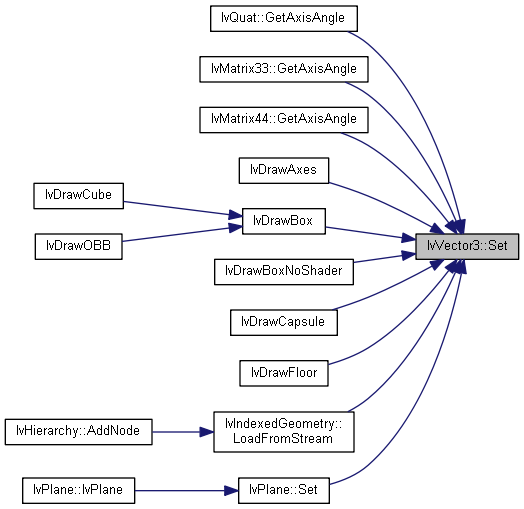 IvQuat::GetAxisAngle
IvMatrix33::GetAxisAngle
IvMatrix44::GetAxisAngle
IvDrawAxes
IvDrawCube
IvDrawBox
IvDrawOBB
IvVector3::Set
IvDrawBoxNoShader
IvDrawCapsule
IvDrawFloor
IvHierarchy::AddNode
IvIndexedGeometry::
LoadFromStream
IvPlane::IvPlane
IvPlane::Set